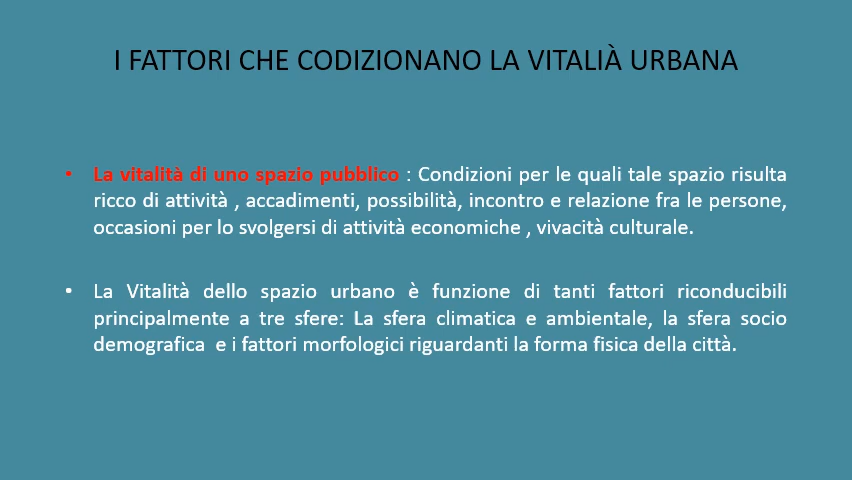 I FATTORI CHE CODIZIONANO LA VITALIÀ URBANA
• La vitalità di uno spazio pubblico : Condizioni per le quali tale spazio risulta
ricco di attività , accadimenti, possibilità, incontro e relazione fra le persone,
occasioni per lo svolgersi di attività economiche , vivacità culturale.
• La Vitalità dello spazio urbano è funzione di tanti fattori riconducibili
principalmente a tre sfere: La sfera climatica e ambientale, la sfera socio
demografica e i fattori morfologici riguardanti la forma fisica della città.